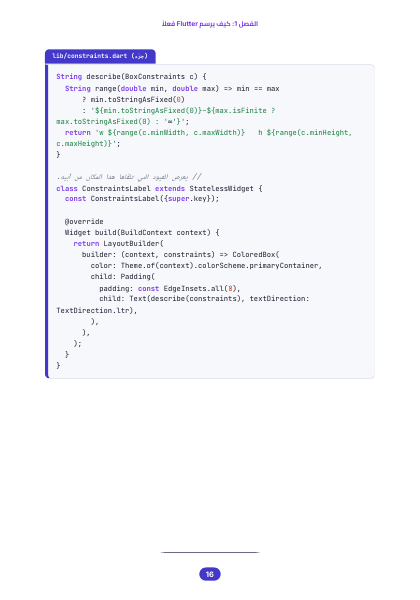 الفصل 1: كيف يرسم Flutter فعلًا
lib/constraints.dart (جزء)
String describe(BoxConstraints c) {
  String range(double min, double max) => min == max
      ? min.toStringAsFixed(0)
      : '${min.toStringAsFixed(0)}–${max.isFinite ?
max.toStringAsFixed(0) : '∞'}';
  return 'w ${range(c.minWidth, c.maxWidth)}   h ${range(c.minHeight,
c.maxHeight)}';
}
// يعرض القيود التي تلقاها هذا المكان من أبيه.
class ConstraintsLabel extends StatelessWidget {
  const ConstraintsLabel({super.key});
  @override
  Widget build(BuildContext context) {
    return LayoutBuilder(
      builder: (context, constraints) => ColoredBox(
        color: Theme.of(context).colorScheme.primaryContainer,
        child: Padding(
          padding: const EdgeInsets.all(8),
          child: Text(describe(constraints), textDirection:
TextDirection.ltr),
        ),
      ),
    );
  }
}
16